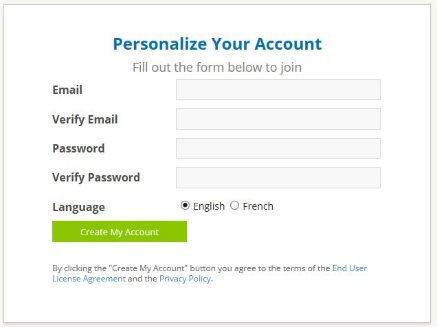 Personalize Your Account
Fill out the form below to join
Email
Verify Email
Password
Verify Password
Language English French
Create My Account
By clicking the "Create My Account" button you agree to the terms of the End User
License Agreement and the Privacy Policy.